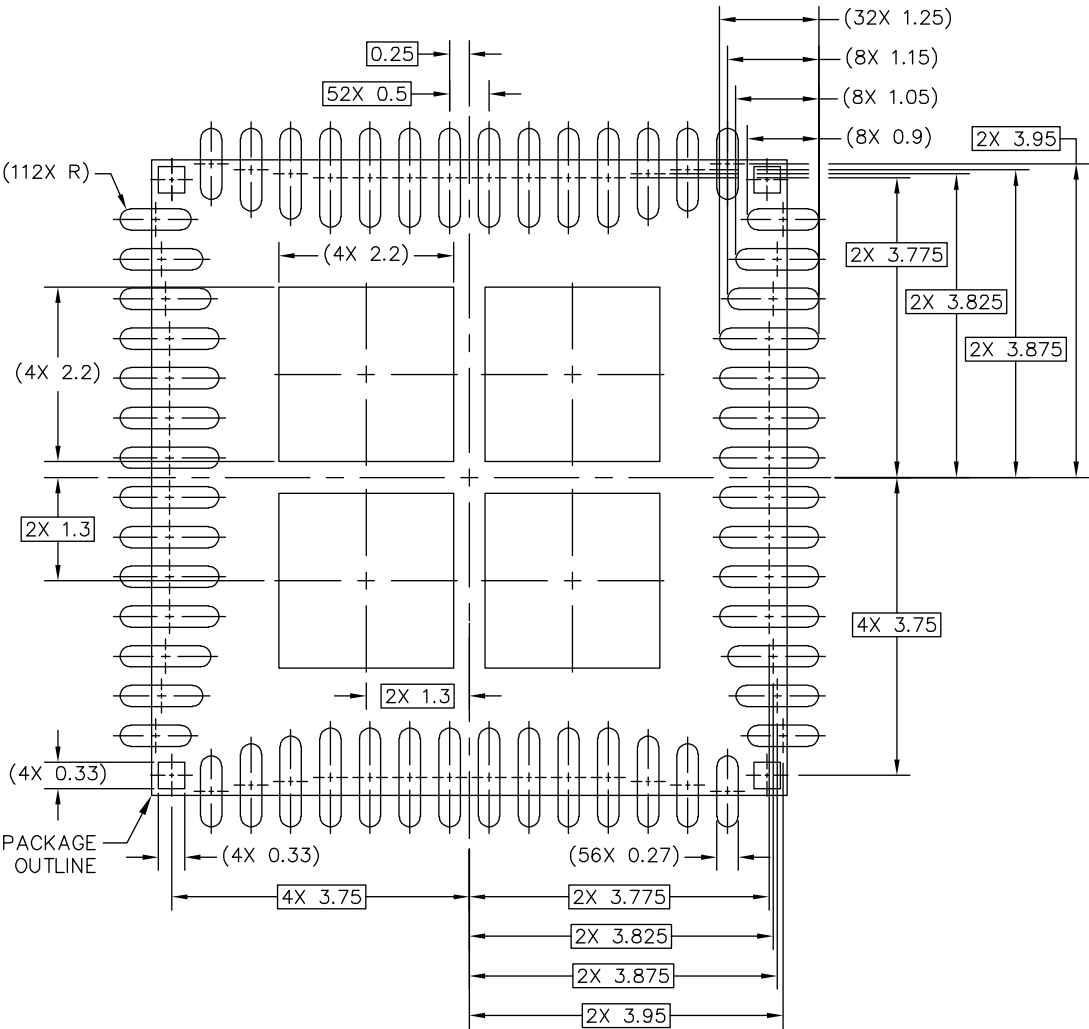 (32X 1.25)
0.25
(8X 1.15)
52X 0.5
(8X 1.05)
(8X 0.9)
2X 3.95
(112X R)
(4X 2.2)
2X 3.775
2X 3.825
2X 3.875
(4X 2.2)
2X 1.3
4X 3.75
2X 1.3
(4X 0.33)
PACKAGE
OUTLINE
(4X 0.33)
(56X 0.27)
4X 3.75
2X 3.775
2X 3.825
2X 3.875
2X 3.95